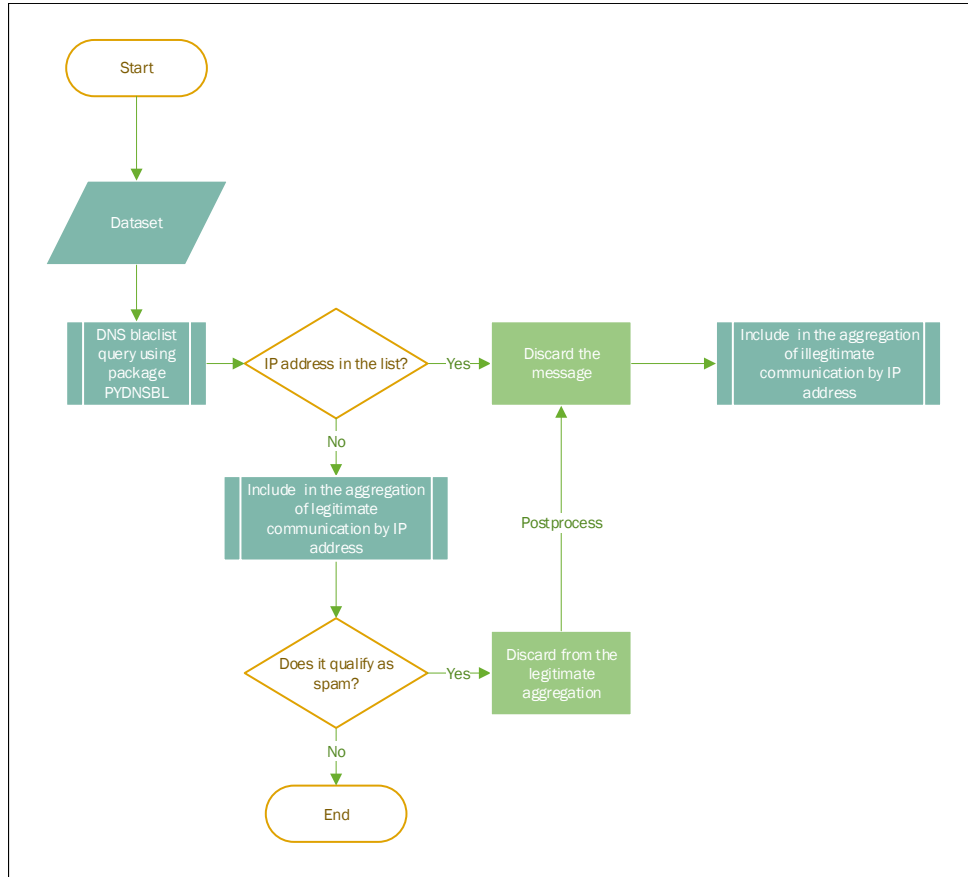 Start
Dataset
DNS blaclist
query using
package
PYDNSBL
IP address in the list?
Yes
Discard the
message
Include in the aggregation
of illegitimate
communication by IP
address
No
Include in the aggregation
of legitimate
communication by IP
address
Postprocess
Does it qualify as
spam?
Yes
Discard from the
legitimate
aggregation
No
End